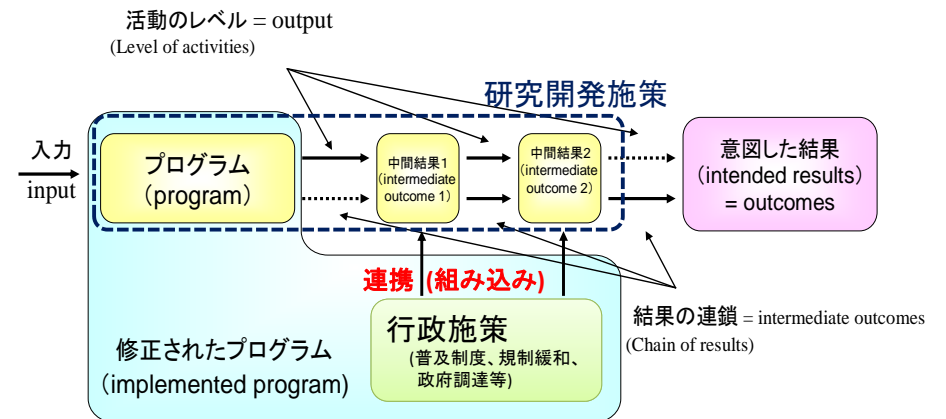 活動のレベル = output
(Level of activities)
研究開発施策
入力
input
プログラム
（program）
中間結果1
（intermediate
outcome 1）
中間結果2
（intermediate
outcome 2）
意図した結果
（intended results）
= outcomes
連携 (組み込み)
行政施策
(普及制度、規制緩和、
政府調達等)
修正されたプログラム
（implemented program）
結果の連鎖 = intermediate outcomes
(Chain of results)